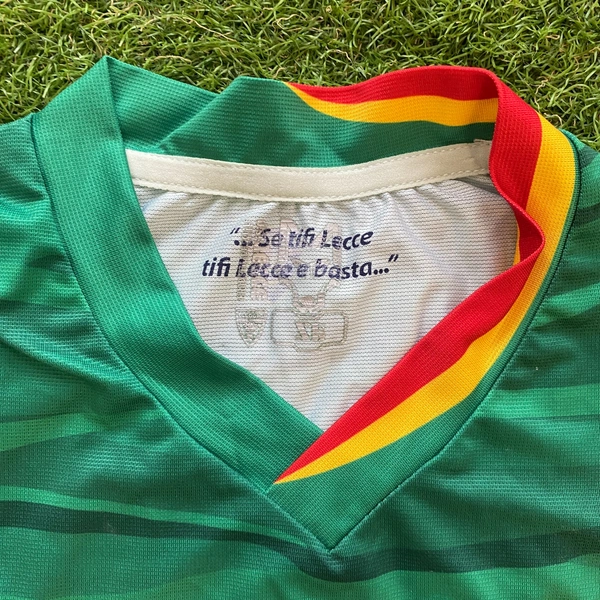 “... Se tifi Lecce
tifi Lecce e basta...”